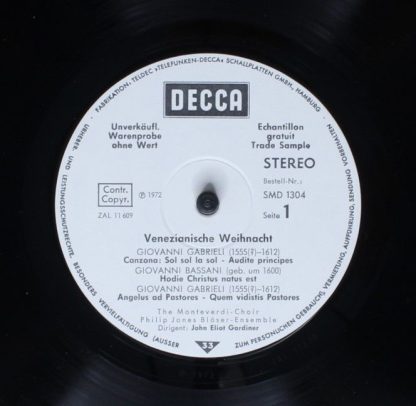 FABRIKATION: TELDEC »TELEFUNKEN-DECCA« SCHALLPLATTEN GMBH., HAMBURG
URHEBER- UND LEISTUNGSSCHUTZRECHTE, BESONDERS VERVIELFÄLTIGUNG (AUSSER ZUM PERSÖNLICHEN GEBRAUCH), VERMIETUNG, AUFFÜHRUNG, SENDUNG VORBEHALTEN
DECCA
Unverkäufl.
Warenprobe
ohne Wert
Echantillon
gratuit
Trade Sample
STEREO
Bestell-Nr.:
SMD 1304
Seite 1
Contr.
Copyr.
Ⓟ 1972
ZAL 11 609
Venezianische Weihnacht
GIOVANNI GABRIELI (1555(?)-1612)
Canzona: Sol sol la sol - Audite principes
GIOVANNI BASSANI (geb. um 1600)
Hodie Christus natus est
GIOVANNI GABRIELI (1555(?)-1612)
Angelus ad Pastores - Quem vidistis Pastores
The Monteverdi-Choir
Philip Jones Bläser-Ensemble
Dirigent: John Eliot Gardiner
33